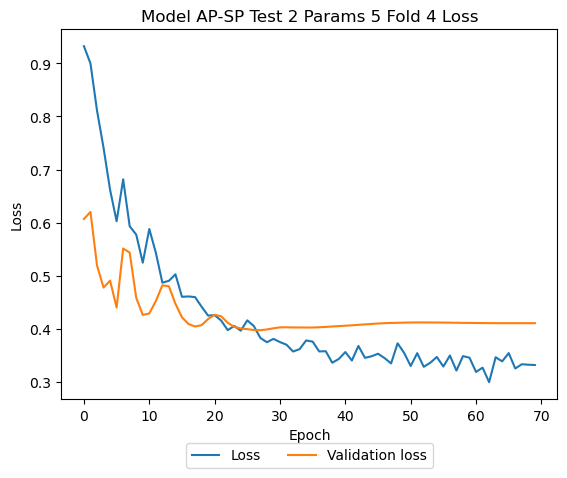 Model AP-SP Test 2 Params 5 Fold 4 Loss
Loss
0.9
0.8
0.7
0.6
0.5
0.4
0.3
0 10 20 30 40 50 60 70
Epoch
Loss Validation loss